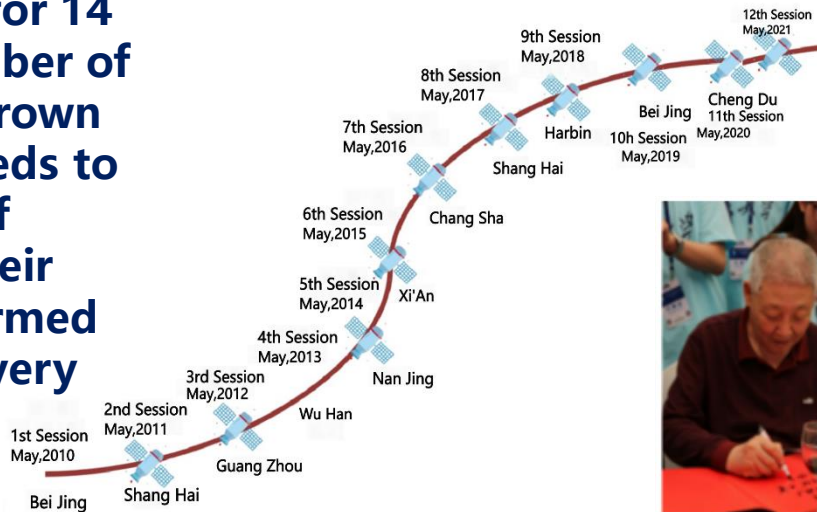 for 14
ber of
rown
eds to
f
eir
rmed
very
1st Session
May,2010
Bei Jing
2nd Session
May,2011
Shang Hai
3rd Session
May,2012
Guang Zhou
4th Session
May,2013
Wu Han
5th Session
May,2014
Nan Jing
6th Session
May,2015
Xi'An
7th Session
May,2016
Chang Sha
8th Session
May,2017
Shang Hai
9th Session
May,2018
Harbin
10h Session
May,2019
Bei Jing
Cheng Du
11th Session
May,2020
12th Session
May,2021